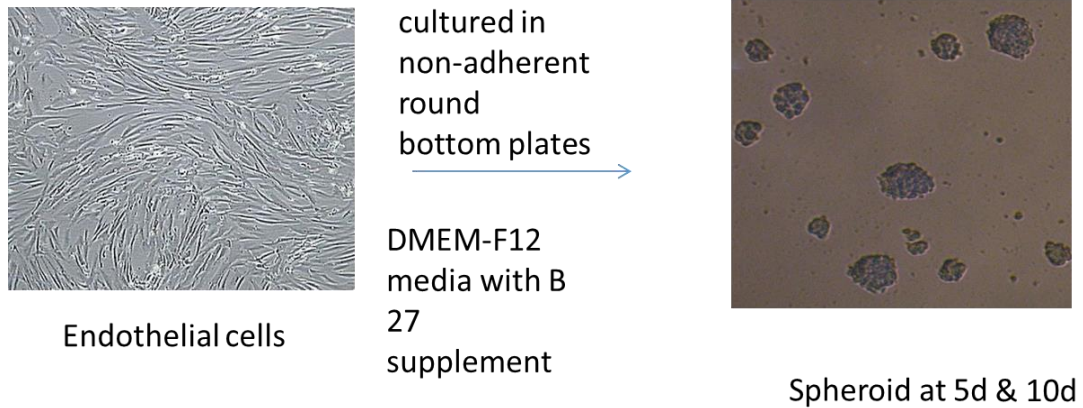 cultured in
non-adherent
round
bottom plates
DMEM-F12
media with B
27
supplement
Endothelial cells
Spheroid at 5d & 10d